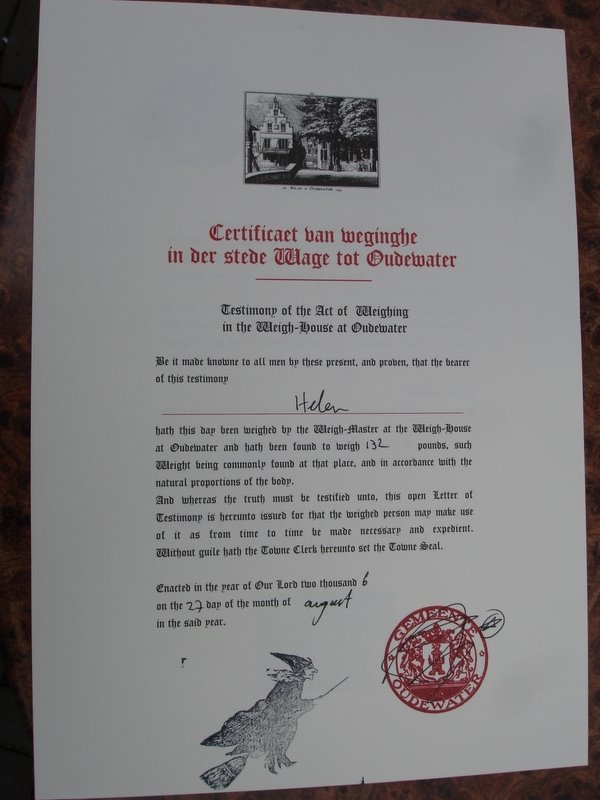 Certificaet van weginghe
in der stede Wage tot Oudewater
Testimony of the Act of Weighing
in the Weigh-House at Oudewater
Be it made knowne to all men by these present, and proven, that the bearer
of this testimony
Helen
hath this day been weighed by the Weigh-Master at the Weigh-House
at Oudewater and hath been found to weigh 132 pounds, such
Weight being commonly found at that place, and in accordance with the
natural proportions of the body.
And whereas the truth must be testified unto, this open Letter of
Testimony is hereunto issued for that the weighed person may make use
of it as from time to time be made necessary and expedient.
Without guile hath the Towne Clerk hereunto set the Towne Seal.
Enacted in the year of Our Lord two thousand 6
on the 27 day of the month of august
in the said year.
GEMEENTE
OUDEWATER